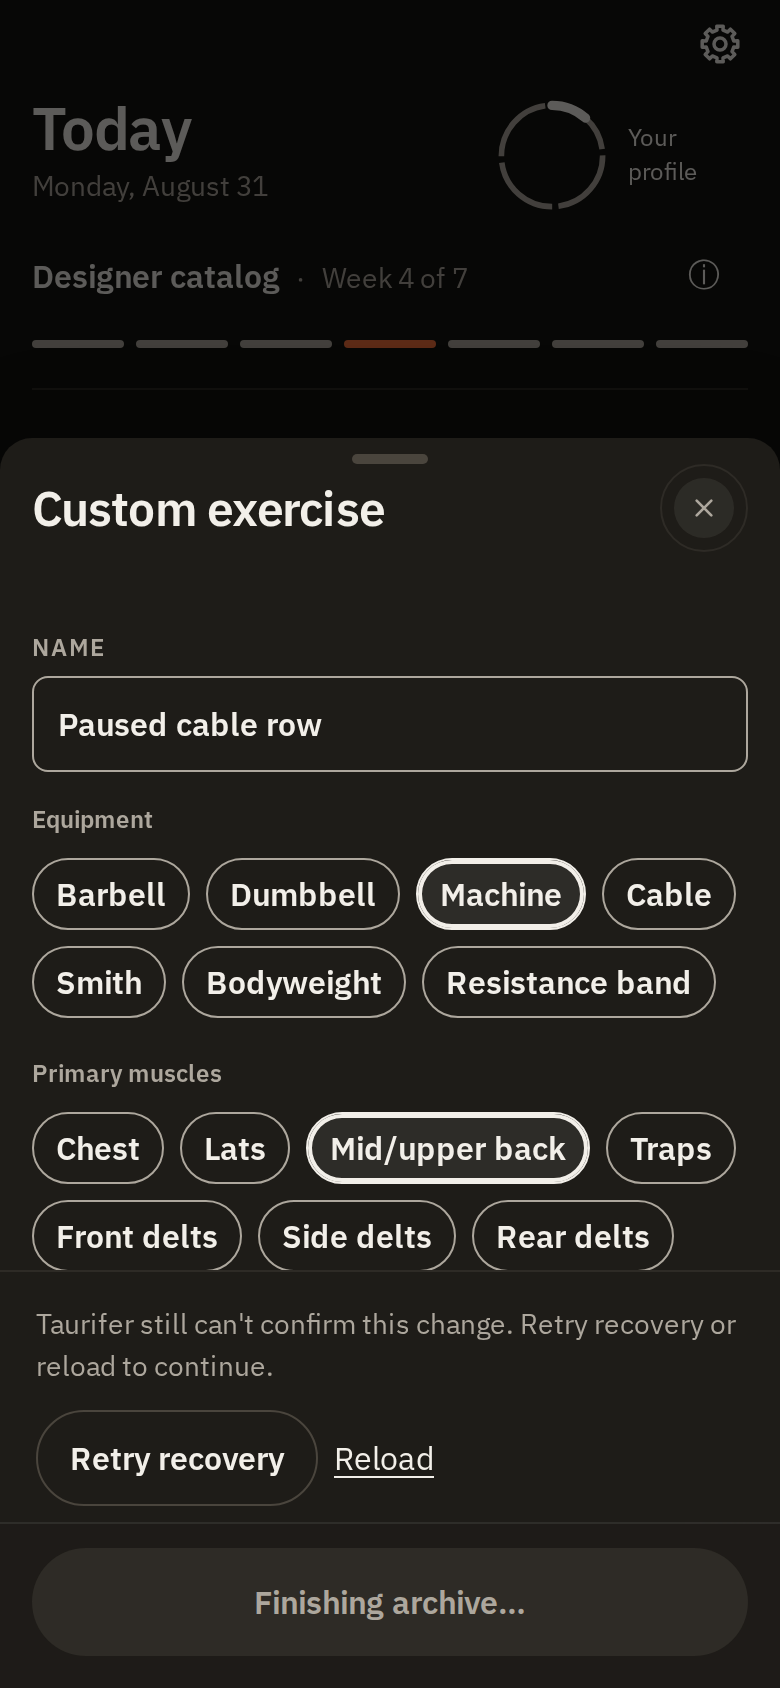 Today
Monday, August 31
Your
profile
Designer catalog · Week 4 of 7
Custom exercise
NAME
Paused cable row
Equipment
Barbell Dumbbell Machine Cable
Smith Bodyweight Resistance band
Primary muscles
Chest Lats Mid/upper back Traps
Front delts Side delts Rear delts
Taurifer still can't confirm this change. Retry recovery or
reload to continue.
Retry recovery Reload
Finishing archive...